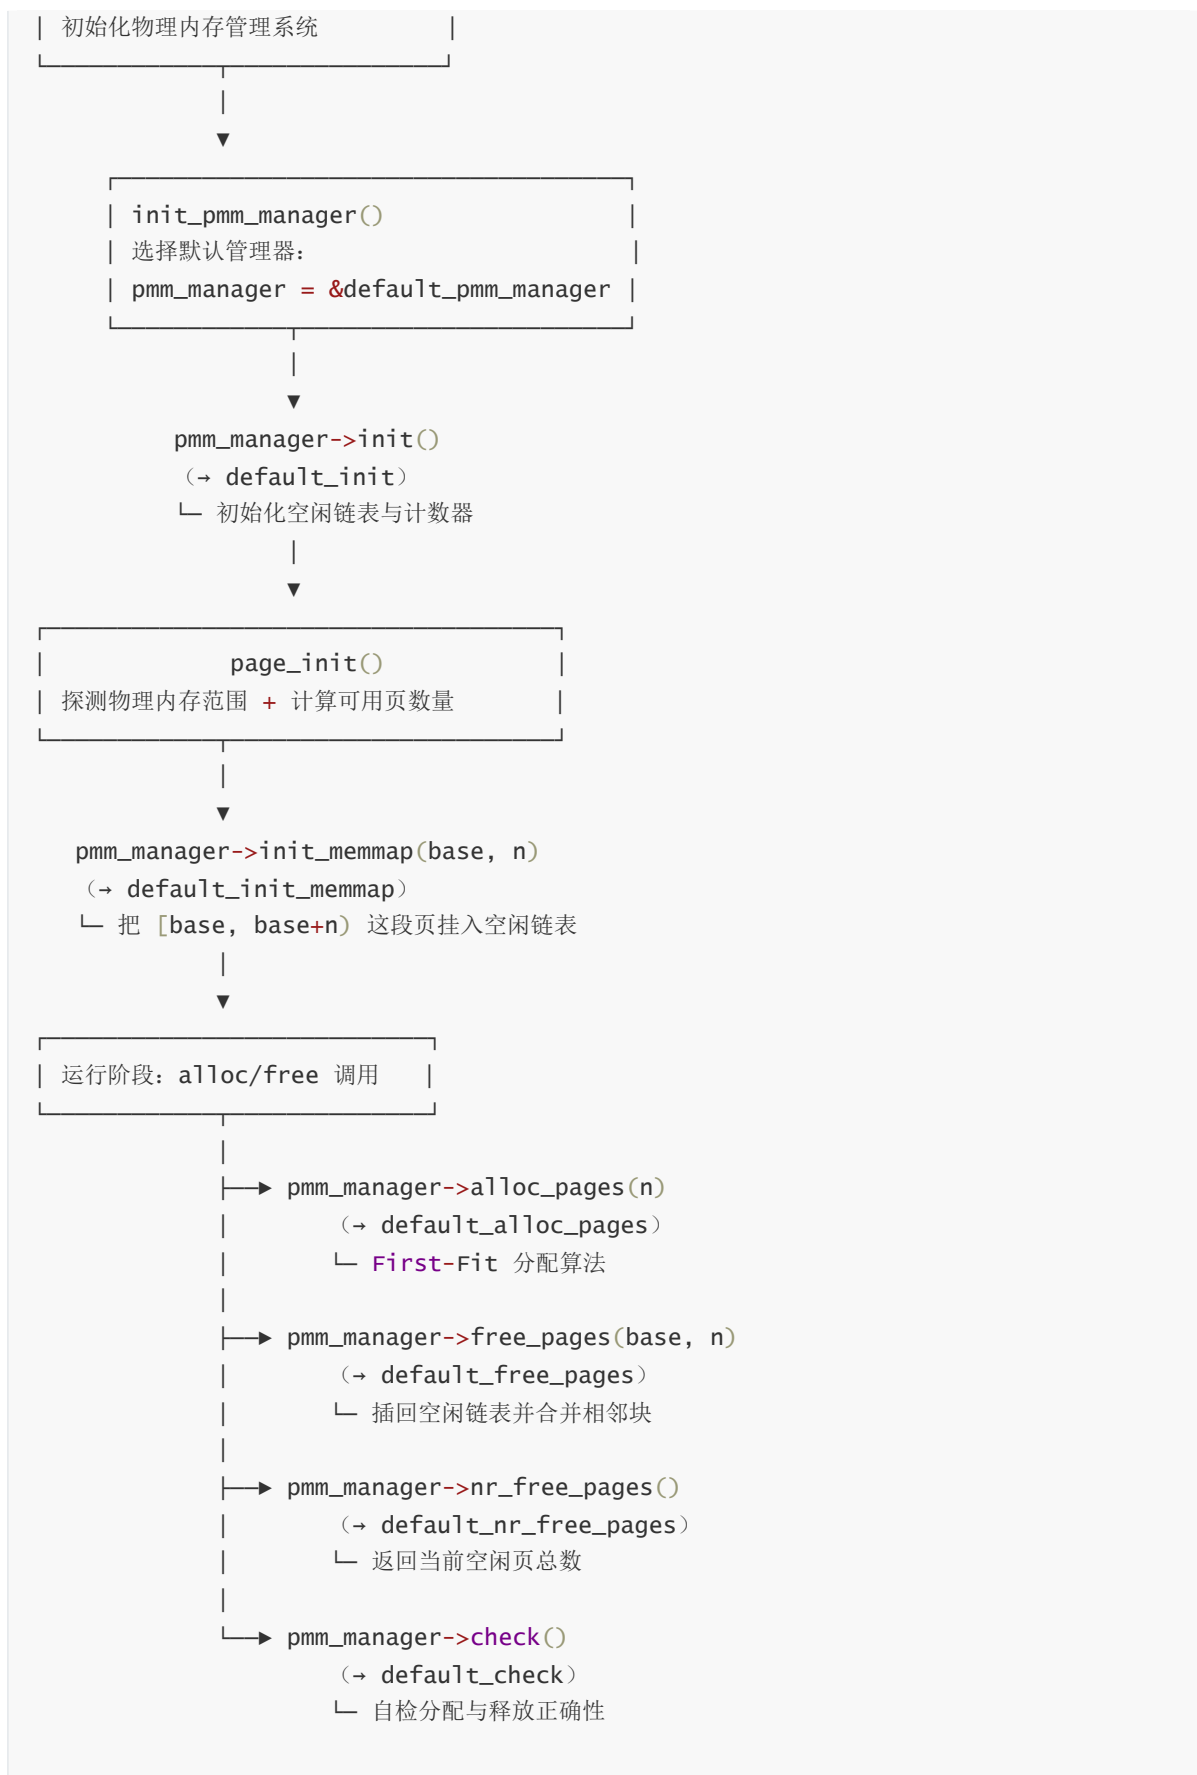 初始化物理内存管理系统
init_pmm_manager()
选择默认管理器：
pmm_manager = &default_pmm_manager
pmm_manager->init()
（→ default_init）
└─ 初始化空闲链表与计数器
page_init()
探测物理内存范围 + 计算可用页数量
pmm_manager->init_memmap(base, n)
（→ default_init_memmap）
└─ 把 [base, base+n) 这段页挂入空闲链表
运行阶段：alloc/free 调用
pmm_manager->alloc_pages(n)
（→ default_alloc_pages）
└─ First-Fit 分配算法
pmm_manager->free_pages(base, n)
（→ default_free_pages）
└─ 插回空闲链表并合并相邻块
pmm_manager->nr_free_pages()
（→ default_nr_free_pages）
└─ 返回当前空闲页总数
pmm_manager->check()
（→ default_check）
└─ 自检分配与释放正确性